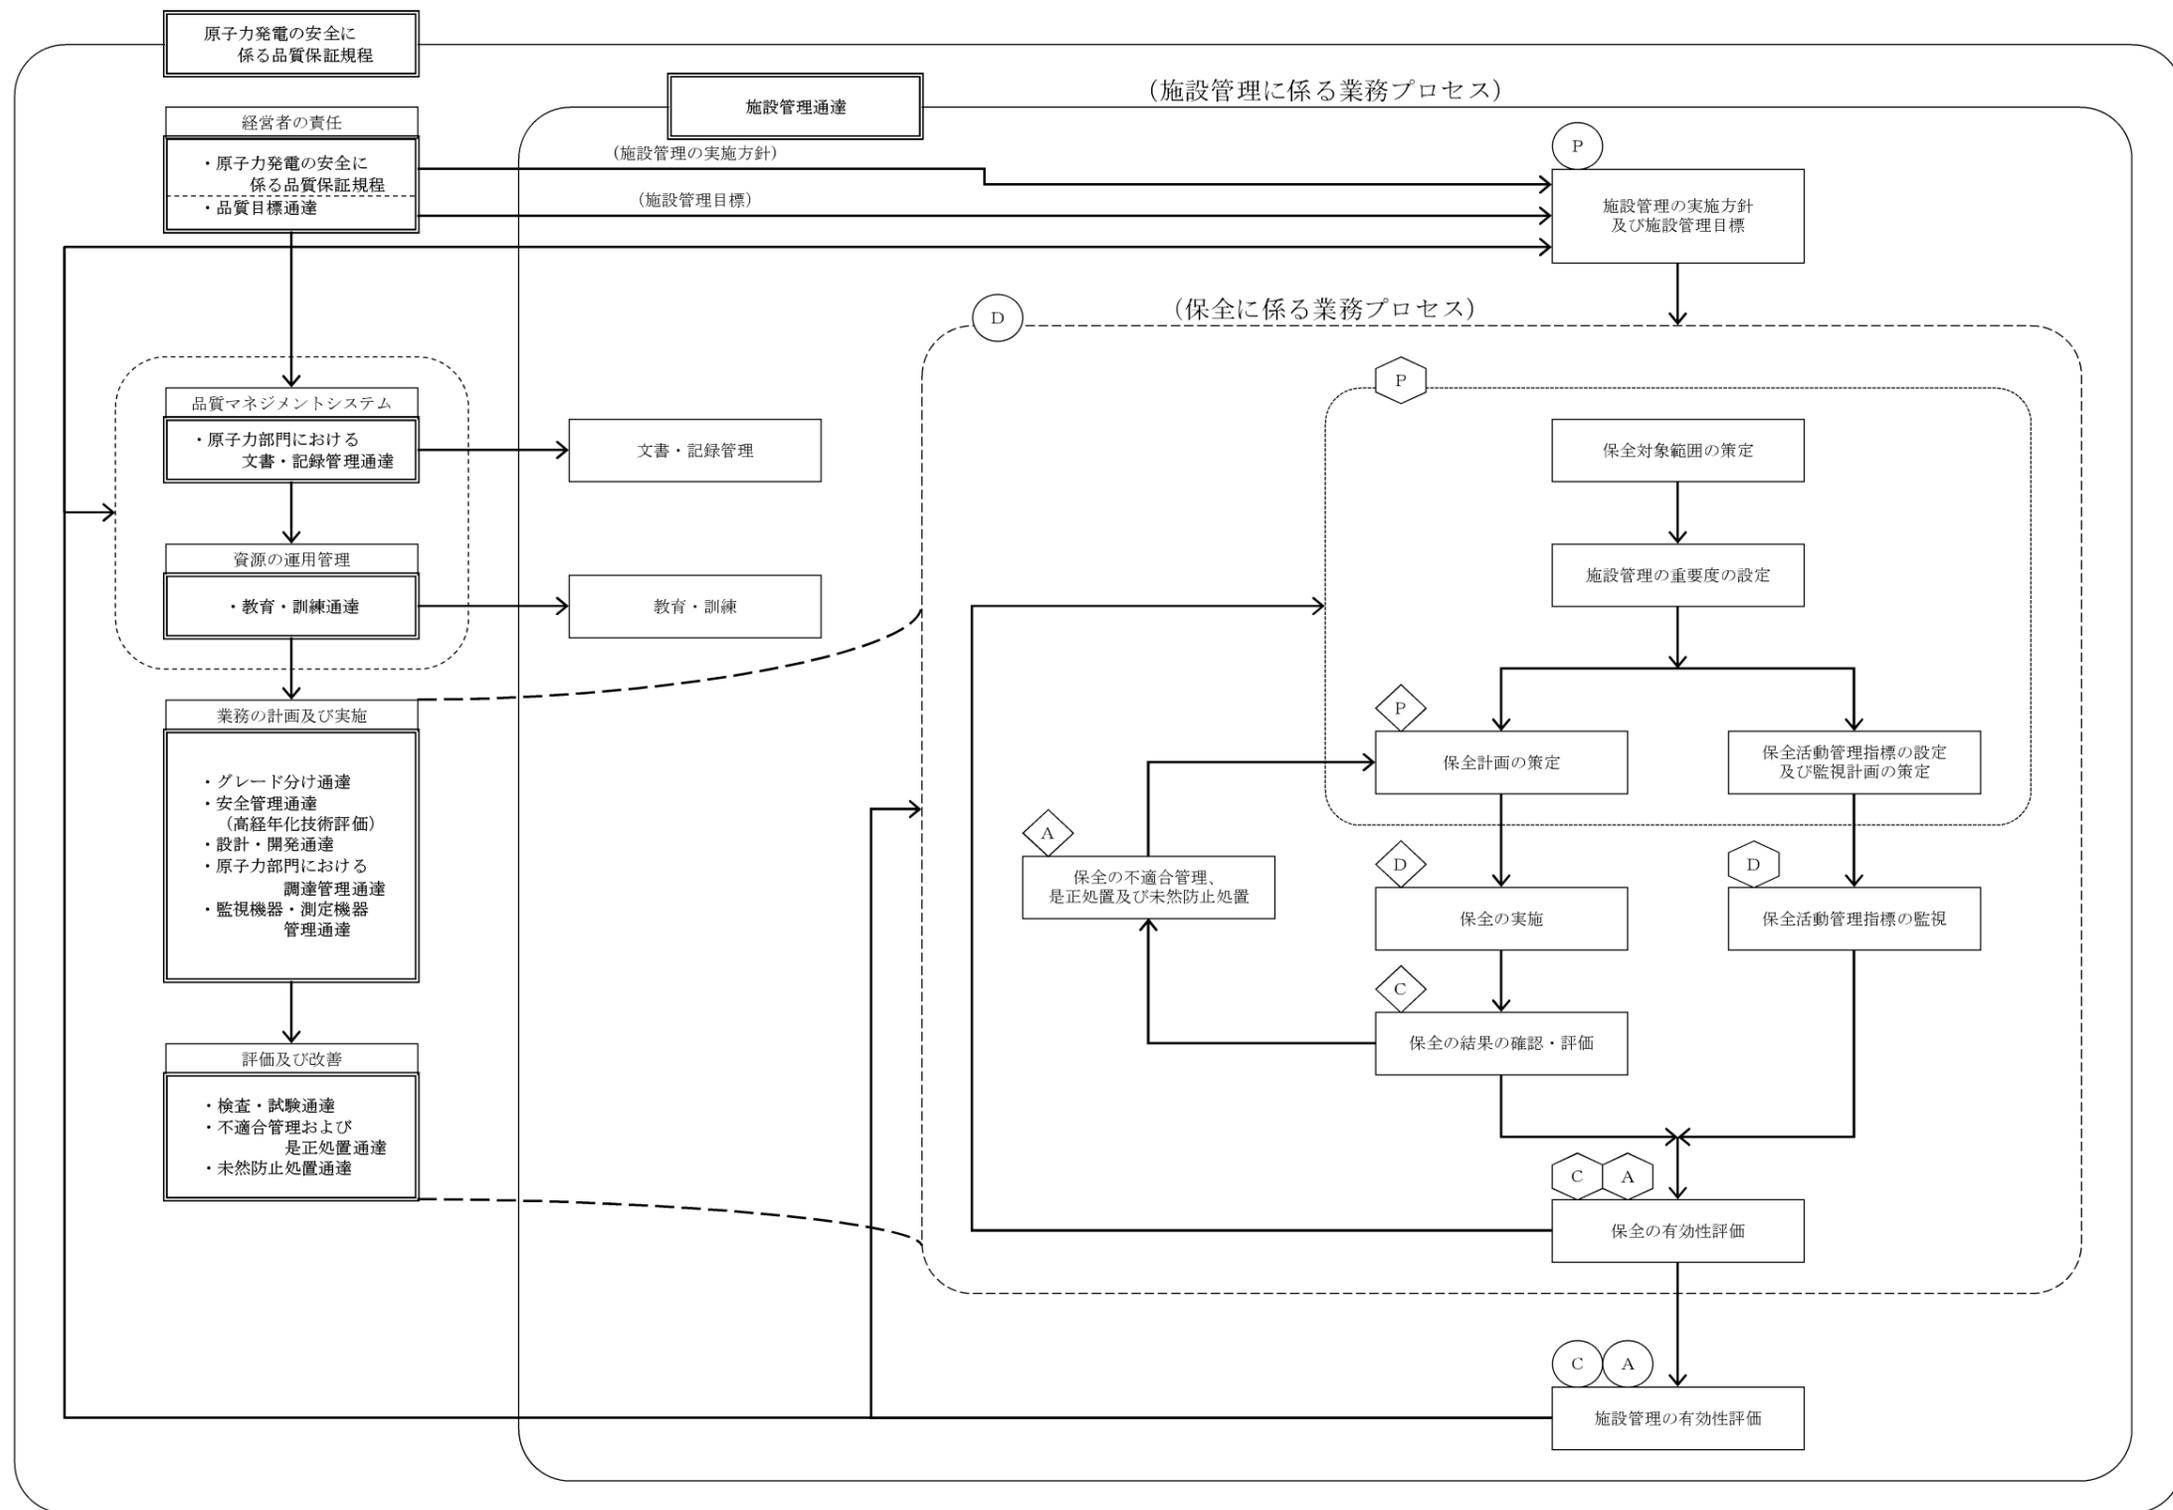 原子力発電の安全に
係る品質保証規程
施設管理通達
(施設管理に係る業務プロセス)
経営者の責任
・原子力発電の安全に
係る品質保証規程
・品質目標通達
(施設管理の実施方針)
(施設管理目標)
P
施設管理の実施方針
及び施設管理目標
D
(保全に係る業務プロセス)
品質マネジメントシステム
・原子力部門における
文書・記録管理通達
文書・記録管理
資源の運用管理
・教育・訓練通達
教育・訓練
業務の計画及び実施
・グレード分け通達
・安全管理通達
(高経年化技術評価)
・設計・開発通達
・原子力部門における
調達管理通達
・監視機器・測定機器
管理通達
評価及び改善
・検査・試験通達
・不適合管理および
是正処置通達
・未然防止処置通達
P
保全対象範囲の策定
施設管理の重要度の設定
P
保全計画の策定
保全活動管理指標の設定
及び監視計画の策定
A
保全の不適合管理、
是正処置及び未然防止処置
D
保全の実施
D
保全活動管理指標の監視
C
保全の結果の確認・評価
C
A
保全の有効性評価
C
A
施設管理の有効性評価